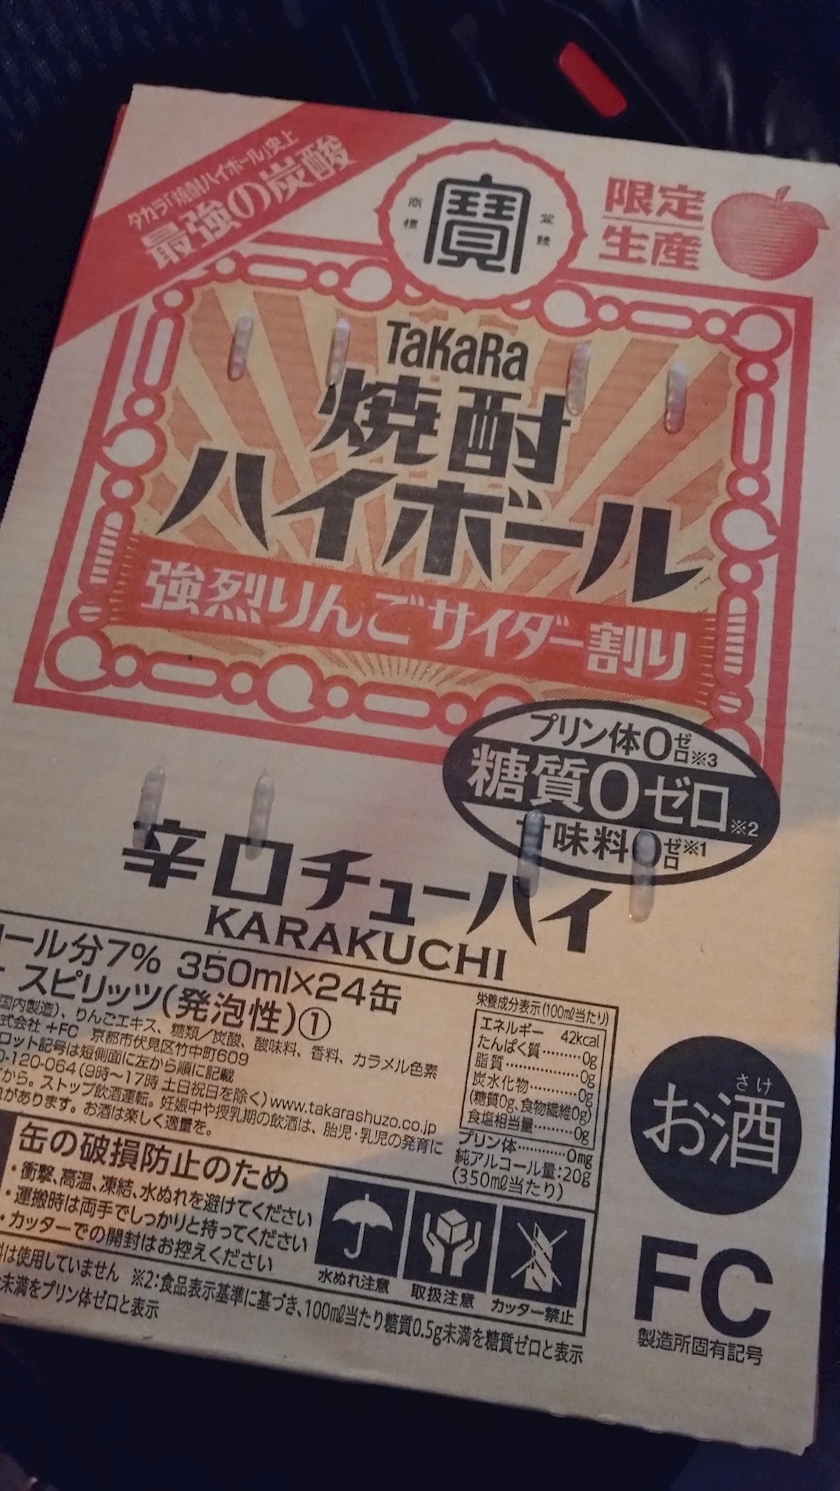 タカラ「焼酎ハイボール」史上
最強の炭酸
寶
商標
登録
限定
生産
TaKaRa
焼酎
ハイボール
強烈りんごサイダー割り
プリン体0ゼロ※3
糖質0ゼロ※2
甘味料0ゼロ※1
辛口チューハイ
KARAKUCHI
ール分7% 350ml×24缶
スピリッツ(発泡性)①
国内製造)、りんごエキス、糖類/炭酸、酸味料、香料、カラメル色素
式会社 +FC 京都市伏見区竹中町609
ロット記号は短側面に左から順に記載
0-120-064(9時〜17時 土日祝日を除く)www.takarashuzo.co.jp
から。ストップ飲酒運転。妊娠中や授乳期の飲酒は、胎児・乳児の発育に
があります。お酒は楽しく適量を。
栄養成分表示(100ml当たり)
エネルギー 42kcal
たんぱく質………0g
脂質…………0g
炭水化物………0g
(糖質0g、食物繊維0g)
食塩相当量………0g
プリン体………0mg
純アルコール量:20g
(350ml当たり)
お酒
さけ
缶の破損防止のため
・衝撃、高温、凍結、水ぬれを避けてください
・運搬時は両手でしっかりと持ってください
・カッターでの開封はお控えください
水ぬれ注意
取扱注意
カッター禁止
FC
製造所固有記号
は使用していません ※2:食品表示基準に基づき、100ml当たり糖質0.5g未満を糖質ゼロと表示
未満をプリン体ゼロと表示